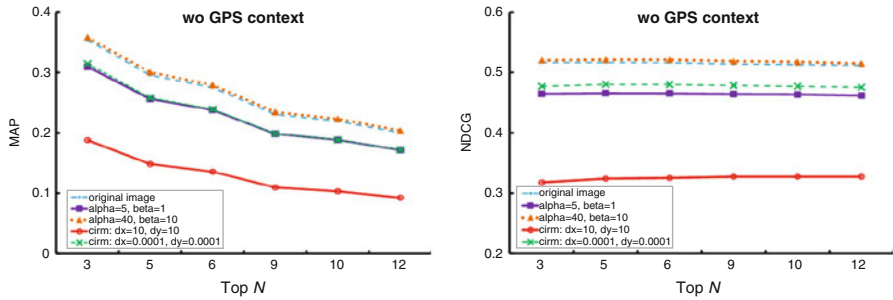 wo GPS context
0.4
0.3
0.2
0.1
0
MAP
original image
alpha=5, beta=1
alpha=40, beta=10
cirm: dx=10, dy=10
cirm: dx=0.0001, dy=0.0001
3 5 6 9 10 12
Top N
wo GPS context
0.6
0.5
0.4
0.3
0.2
NDCG
original image
alpha=5, beta=1
alpha=40, beta=10
cirm: dx=10, dy=10
cirm: dx=0.0001, dy=0.0001
3 5 6 9 10 12
Top N